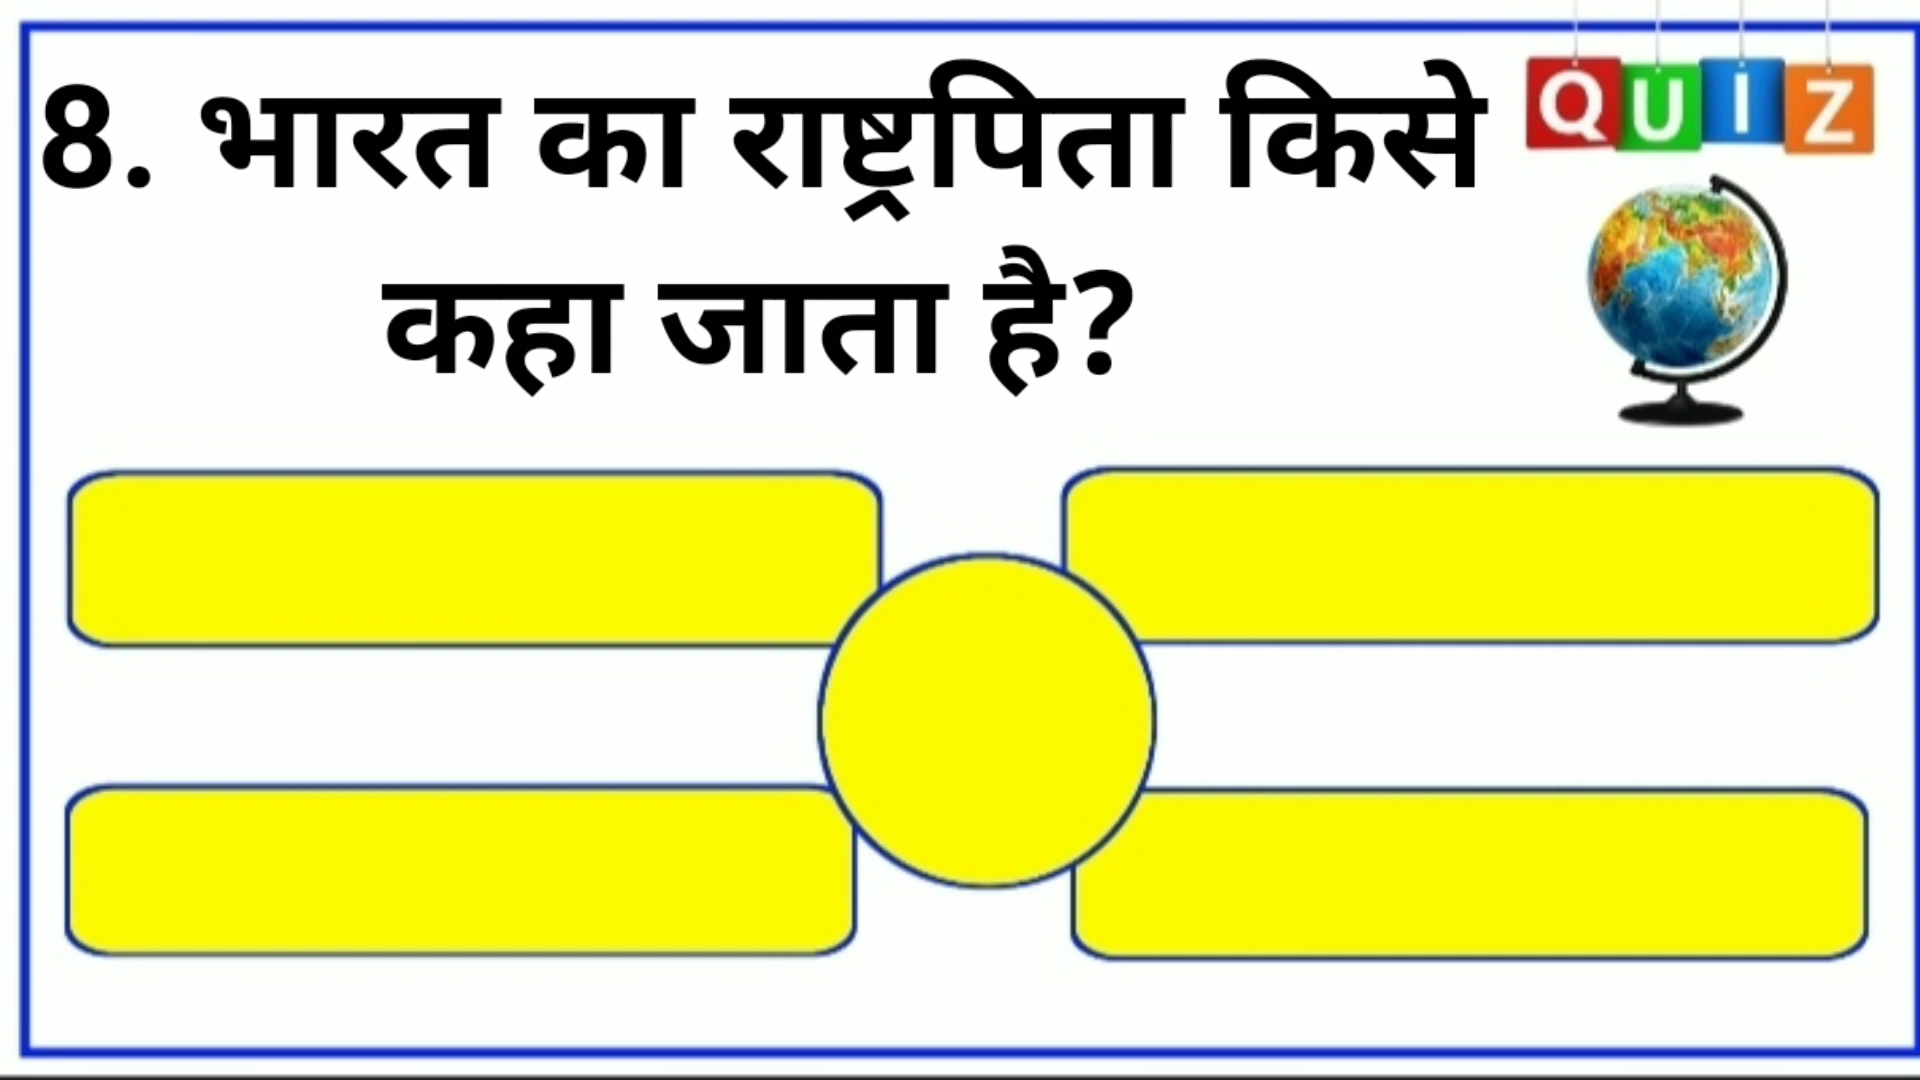 8. भारत का राष्ट्रपिता किसे
कहा जाता है?
QUIZ